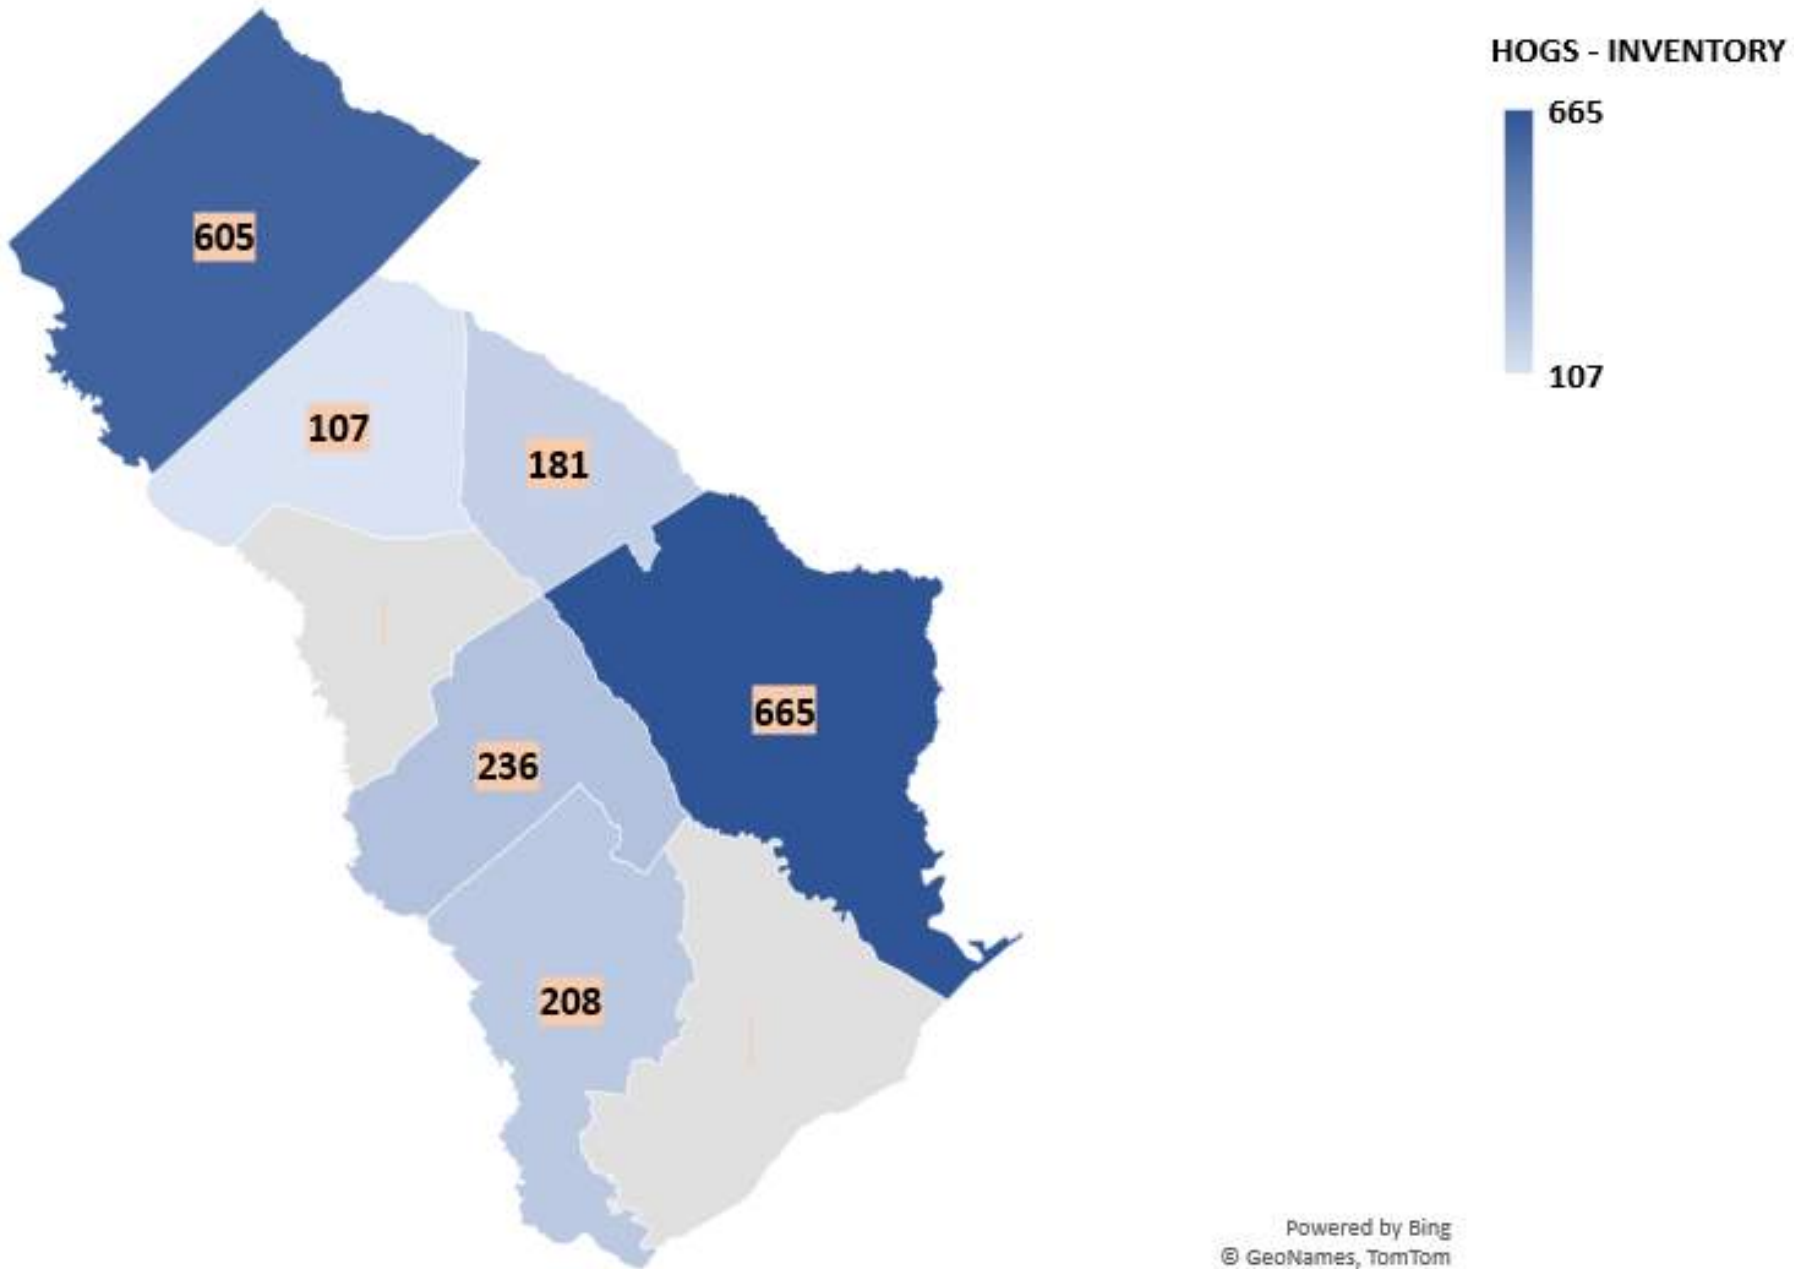 HOGS - INVENTORY
665
107
605
107
181
665
236
208
Powered by Bing
© GeoNames, TomTom